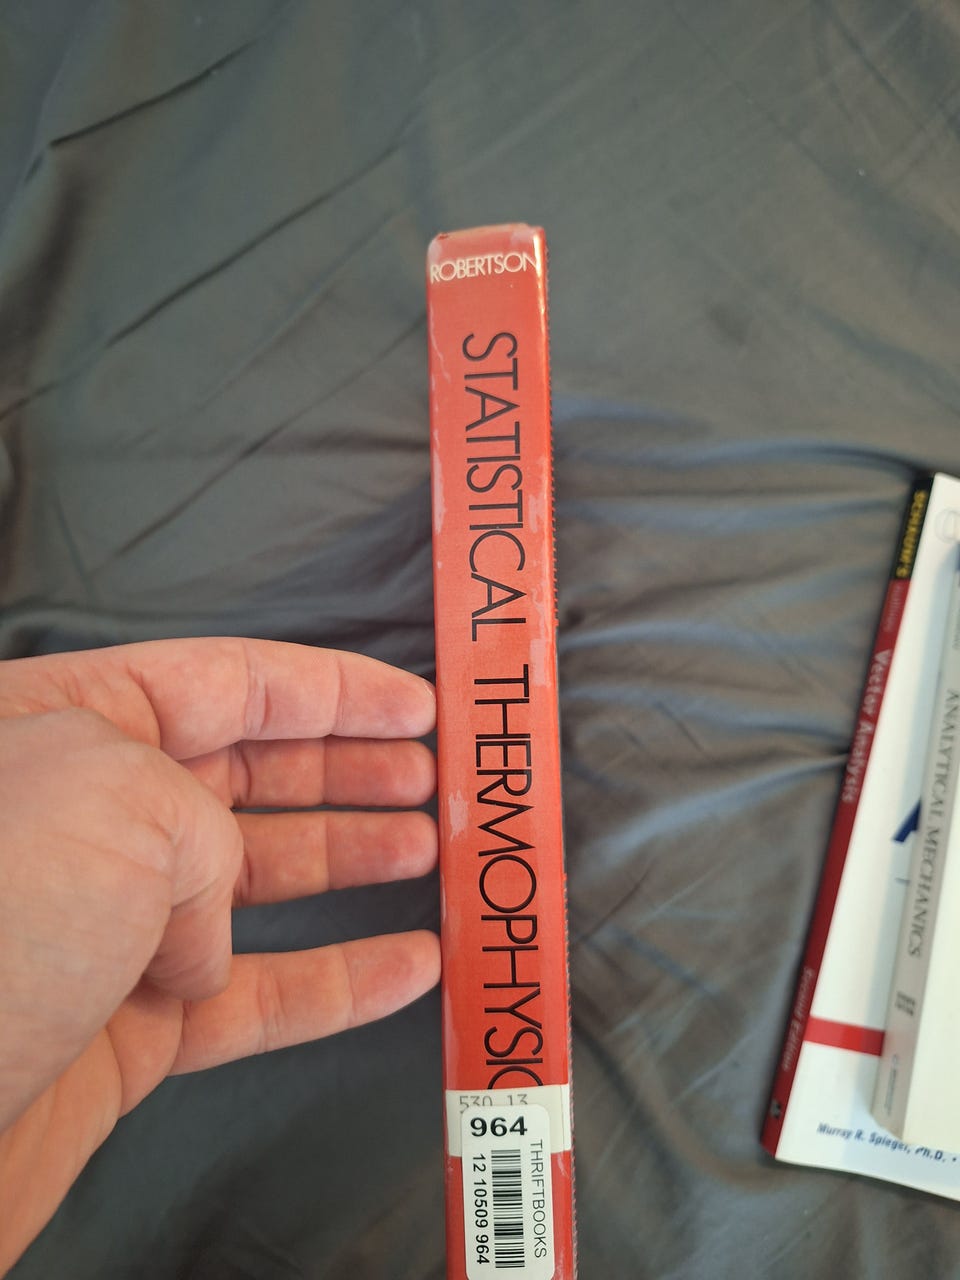 ROBERTSON
STATISTICAL THERMOPHYSIC
530.13
964
12 10509 964
THRIFTBOOKS
SCHAUM'S
Vector Analysis
Second Edition
Murray R. Spiegel, Ph.D. •
ANALYTICAL MECHANICS